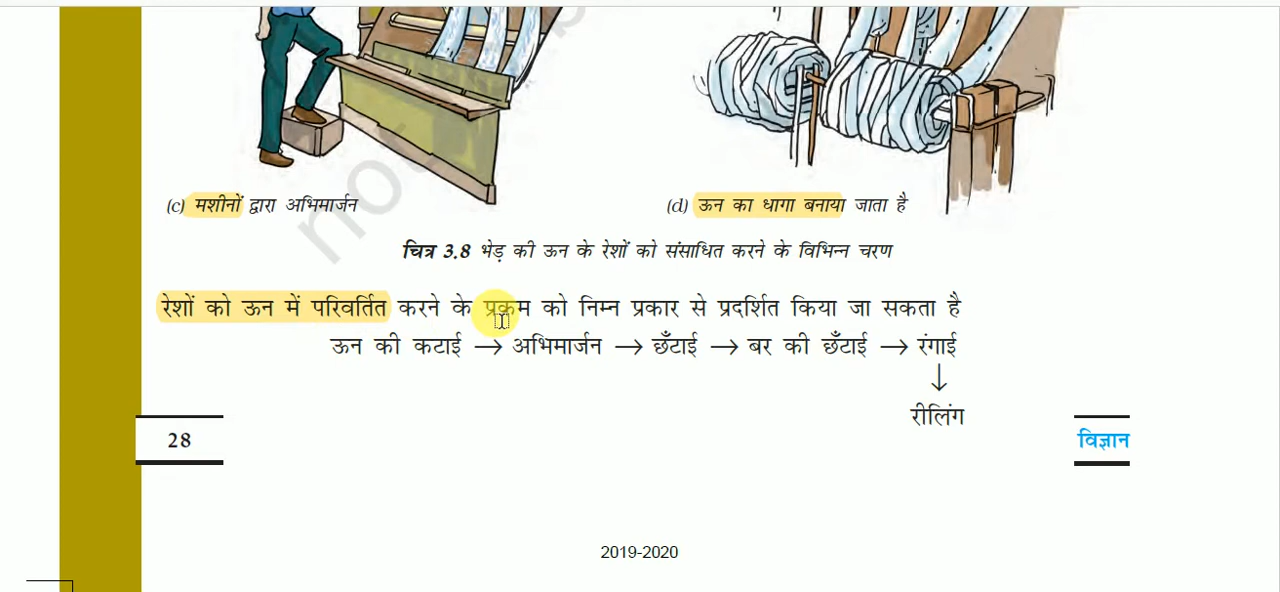 (c) मशीनों द्वारा अभिमार्जन
(d) ऊन का धागा बनाया जाता है
चित्र 3.8 भेड़ की ऊन के रेशों को संसाधित करने के विभिन्न चरण
रेशों को ऊन में परिवर्तित करने के प्रक्रम को निम्न प्रकार से प्रदर्शित किया जा सकता है
ऊन की कटाई → अभिमार्जन → छँटाई → बर की छँटाई → रंगाई
↓
रीलिंग
28
विज्ञान
2019-2020